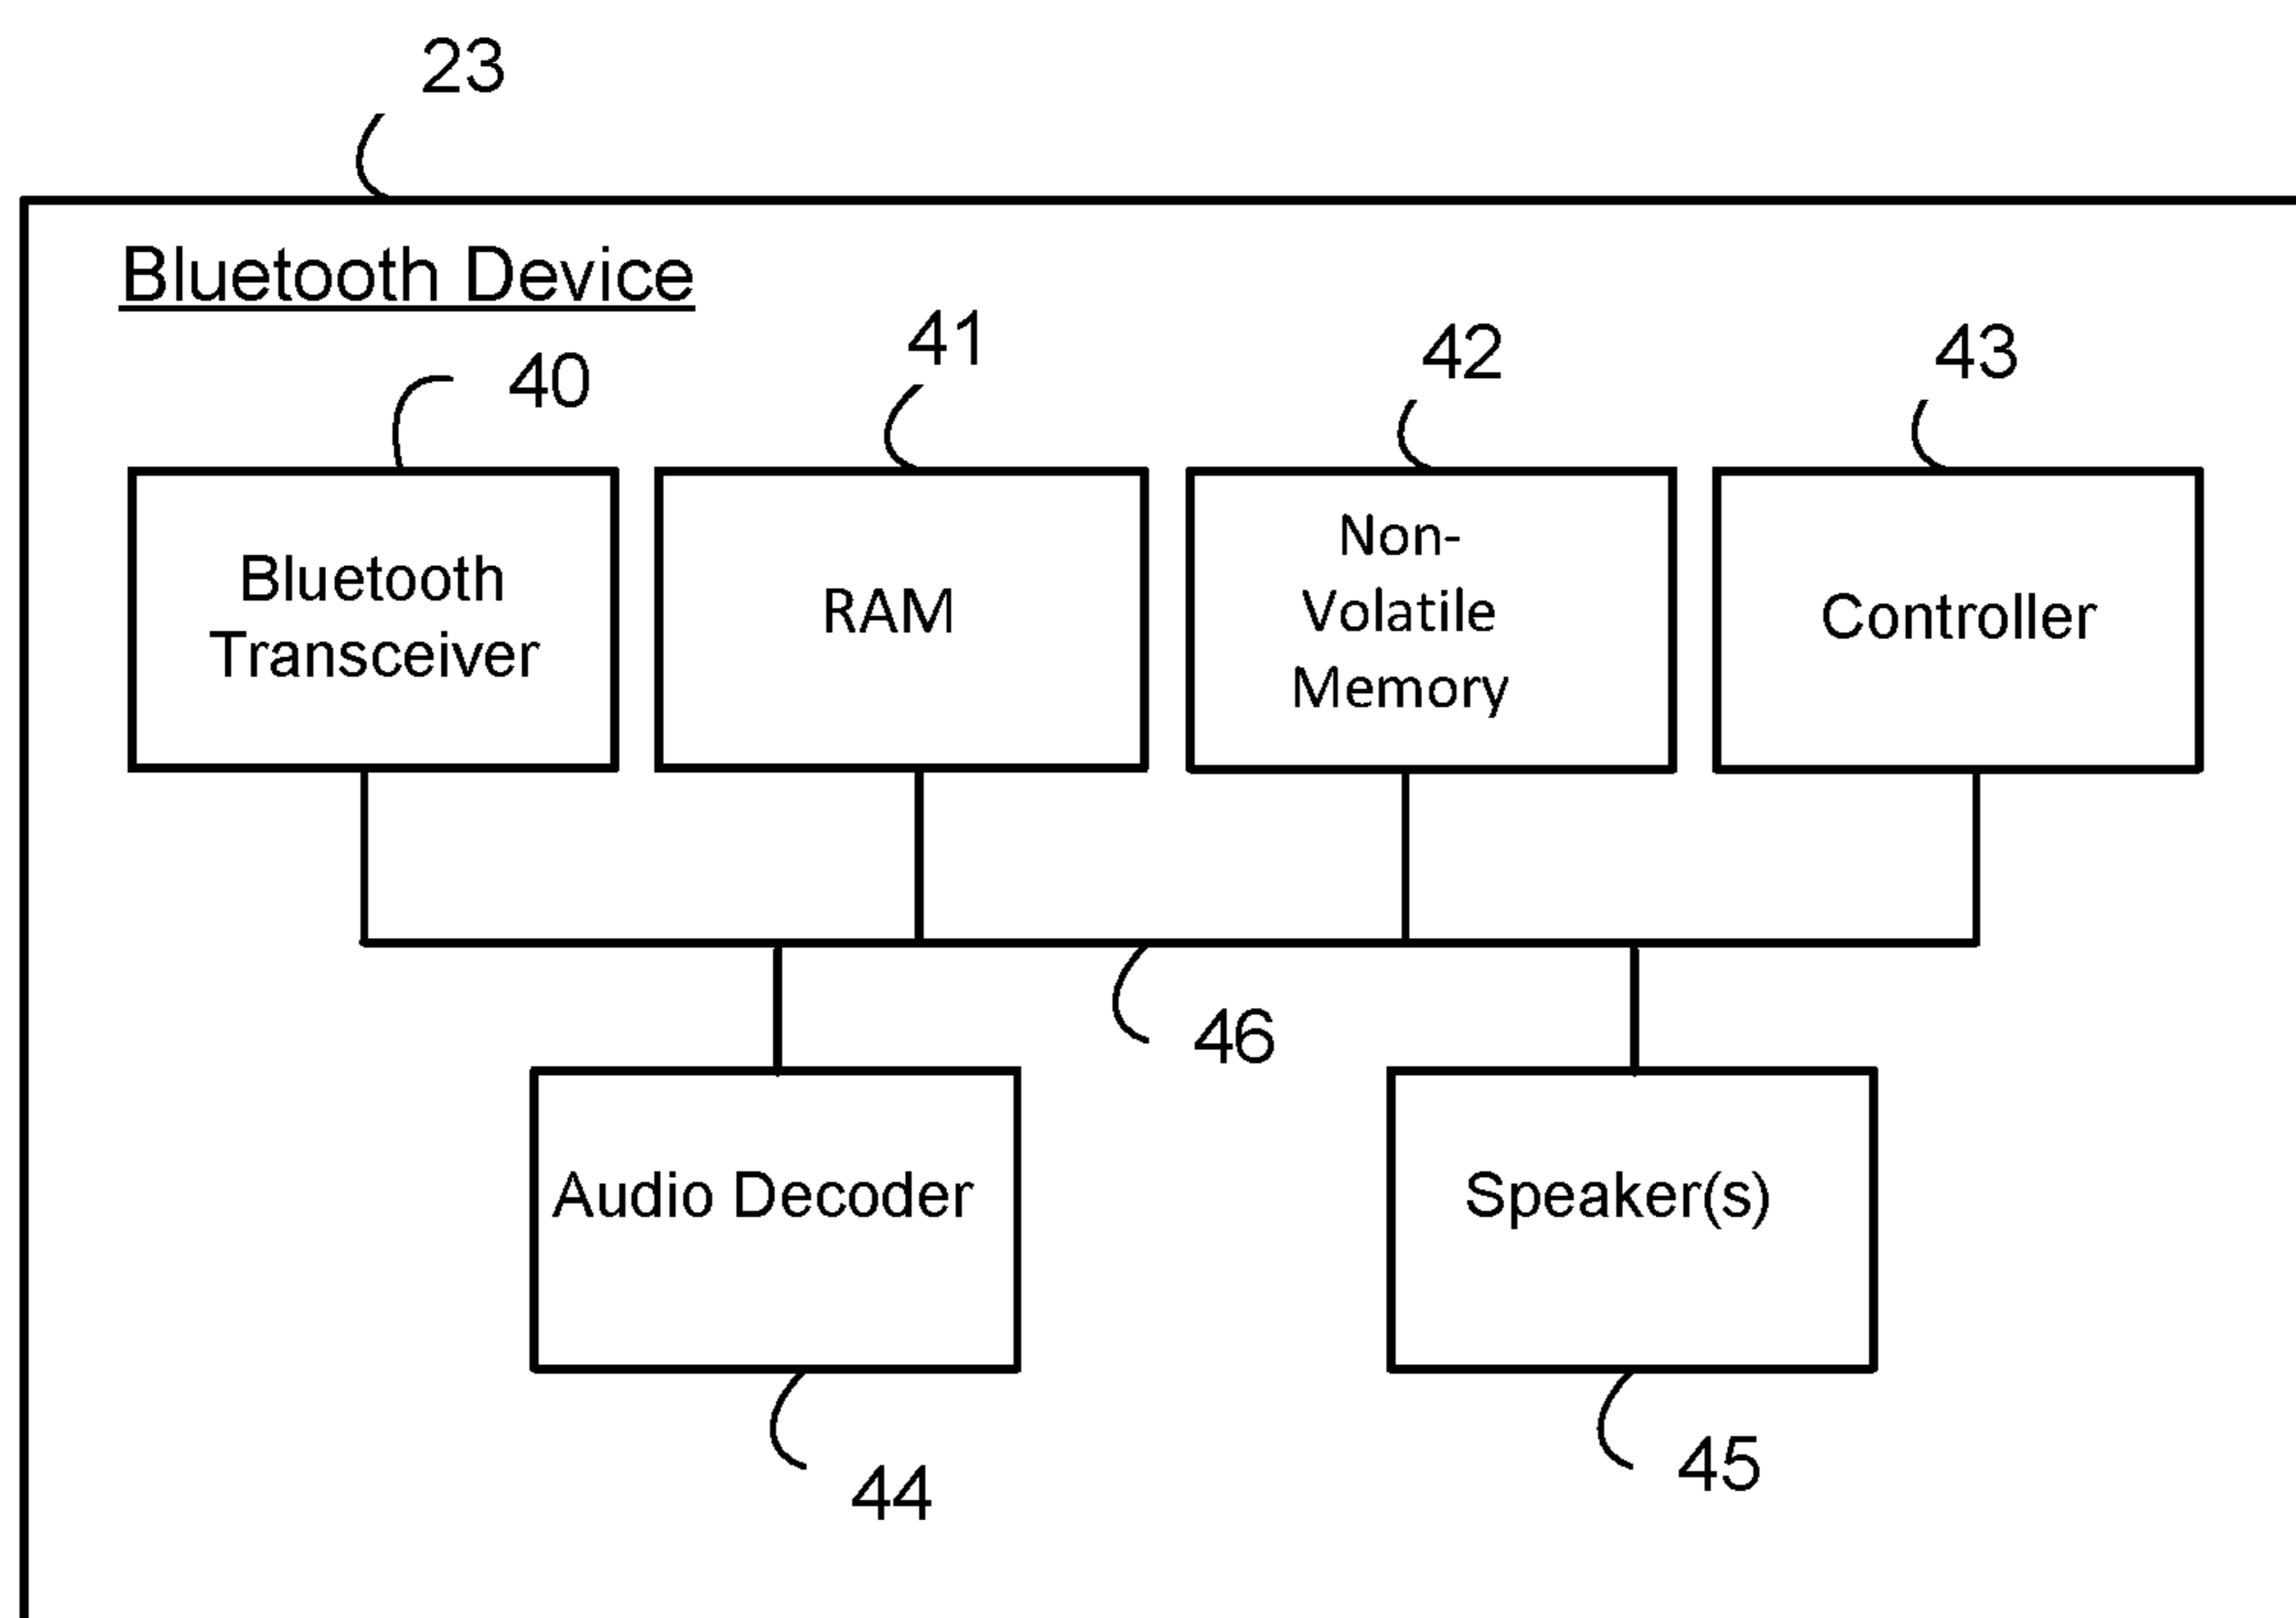 23
Bluetooth Device
40
41
42
43
Bluetooth
Transceiver
RAM
Non-
Volatile
Memory
Controller
46
Audio Decoder
Speaker(s)
44
45